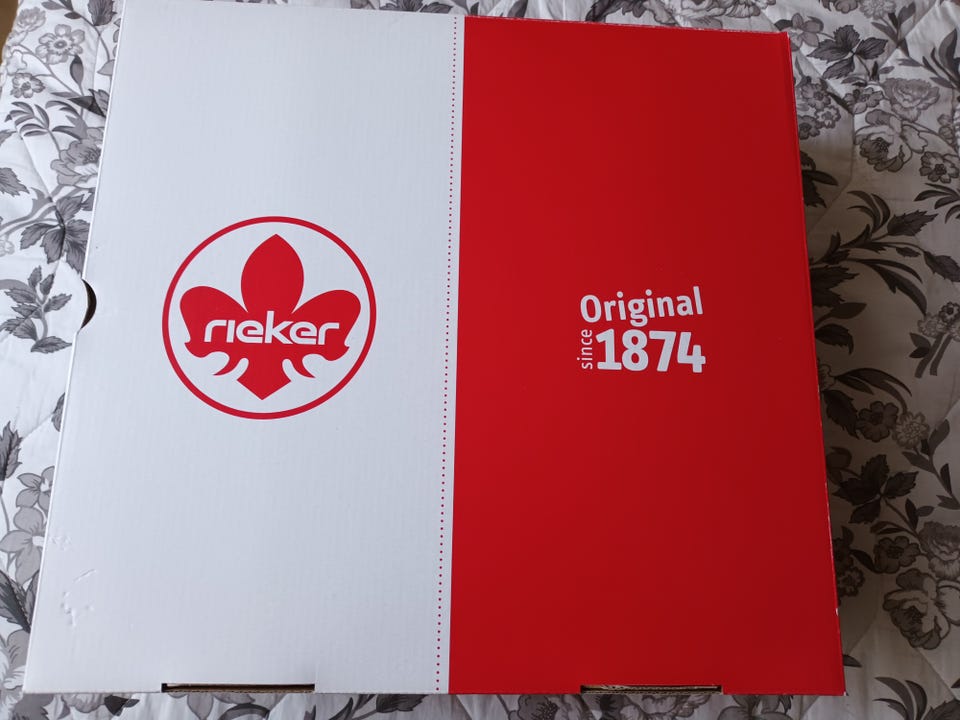 rieker
Original
since 1874